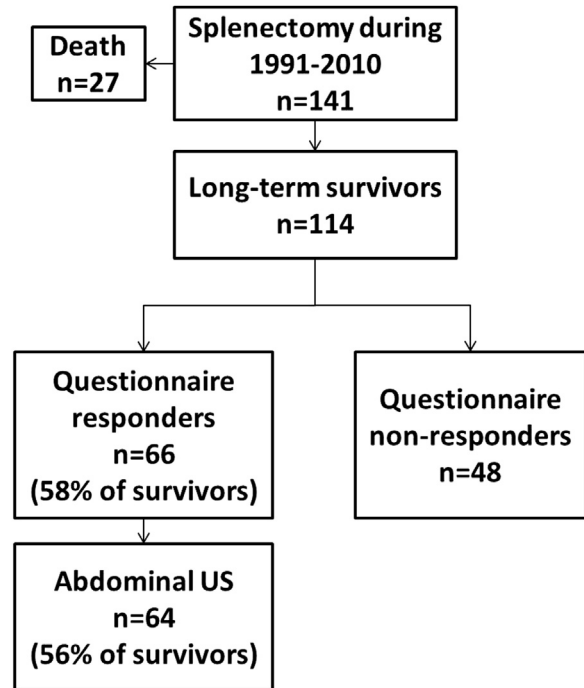 Death
n=27
Splenectomy during
1991-2010
n=141
Long-term survivors
n=114
Questionnaire
responders
n=66
(58% of survivors)
Questionnaire
non-responders
n=48
Abdominal US
n=64
(56% of survivors)